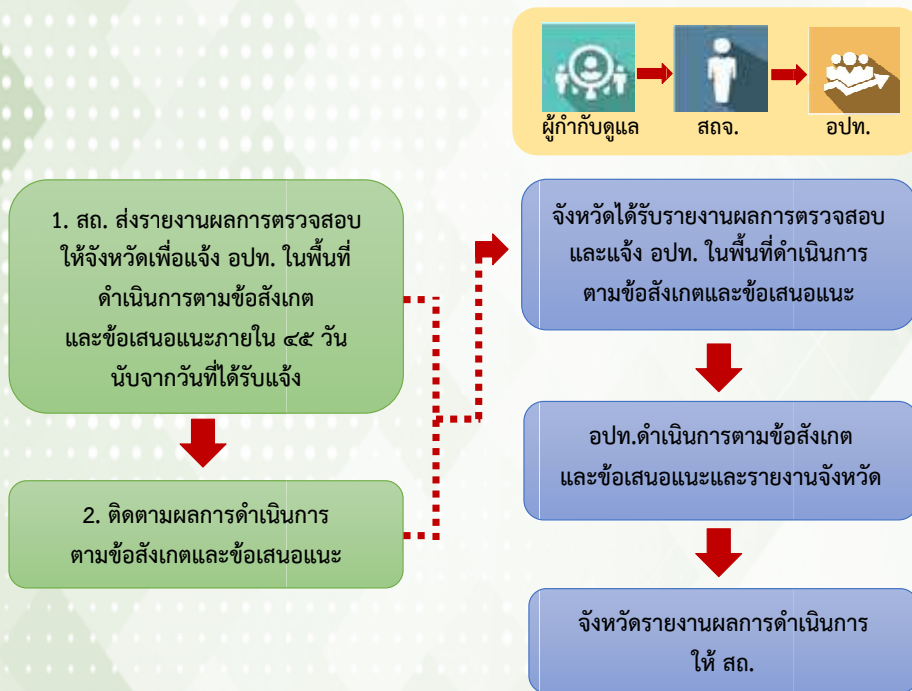 ผู้กำกับดูแล
สถจ.
อปท.
1. สถ. ส่งรายงานผลการตรวจสอบ
ให้จังหวัดเพื่อแจ้ง อปท. ในพื้นที่
ดำเนินการตามข้อสังเกต
และข้อเสนอแนะภายใน ๔๕ วัน
นับจากวันที่ได้รับแจ้ง
2. ติดตามผลการดำเนินการ
ตามข้อสังเกตและข้อเสนอแนะ
จังหวัดได้รับรายงานผลการตรวจสอบ
และแจ้ง อปท. ในพื้นที่ดำเนินการ
ตามข้อสังเกตและข้อเสนอแนะ
อปท.ดำเนินการตามข้อสังเกต
และข้อเสนอแนะและรายงานจังหวัด
จังหวัดรายงานผลการดำเนินการ
ให้ สถ.